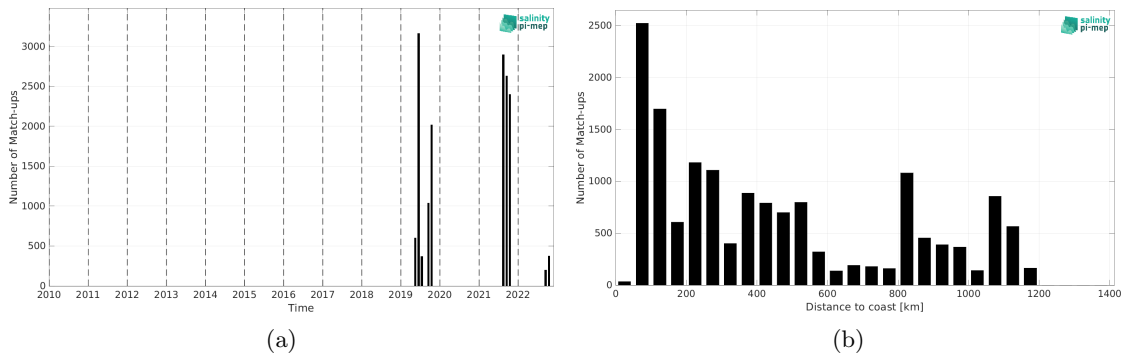 salinity
pi-mep
Number of Match-ups
3000
2500
2000
1500
1000
500
0
2010 2011 2012 2013 2014 2015 2016 2017 2018 2019 2020 2021 2022
Time
(a)
salinity
pi-mep
Number of Match-ups
2500
2000
1500
1000
500
0
0 200 400 600 800 1000 1200 1400
Distance to coast [km]
(b)